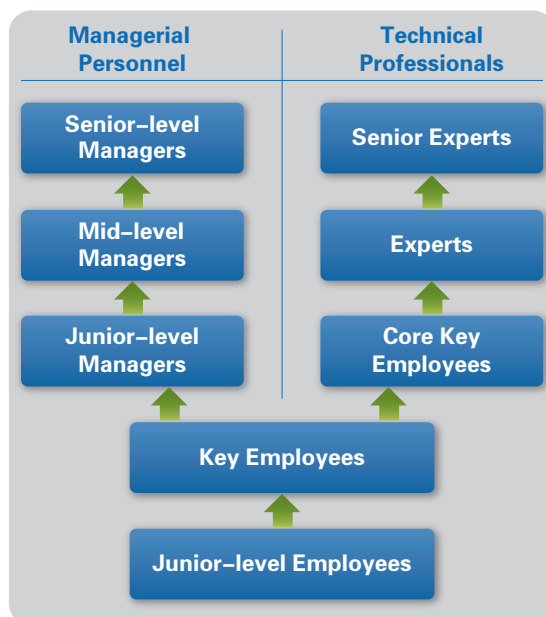 Managerial
Personnel
Technical
Professionals
Senior–level
Managers
Senior Experts
Mid–level
Managers
Experts
Junior–level
Managers
Core Key
Employees
Key Employees
Junior–level Employees